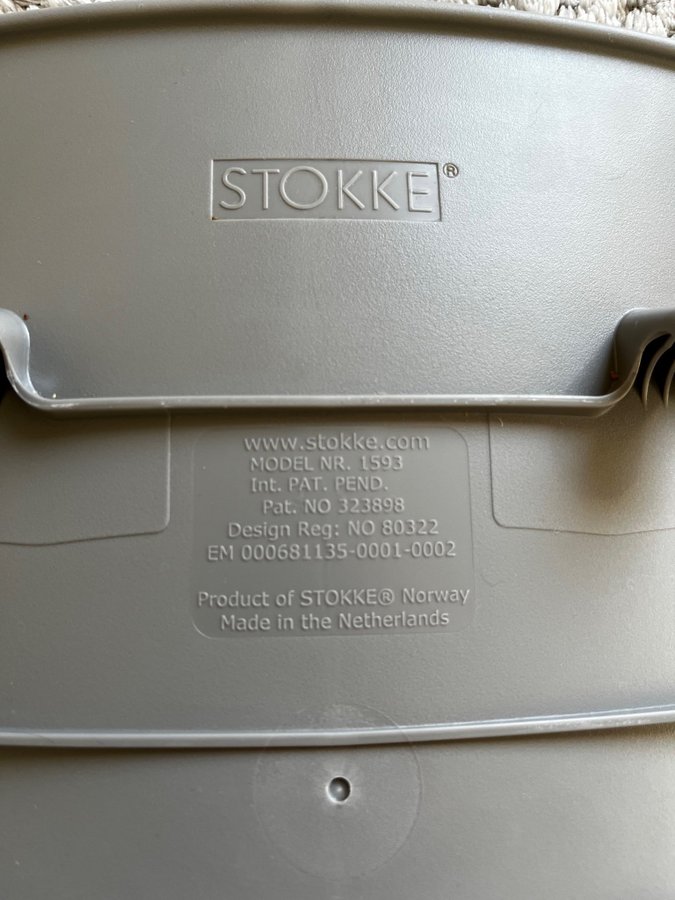 STOKKE®
www.stokke.com
MODEL NR. 1593
Int. PAT. PEND.
Pat. NO 323898
Design Reg: NO 80322
EM 000681135-0001-0002
Product of STOKKE® Norway
Made in the Netherlands